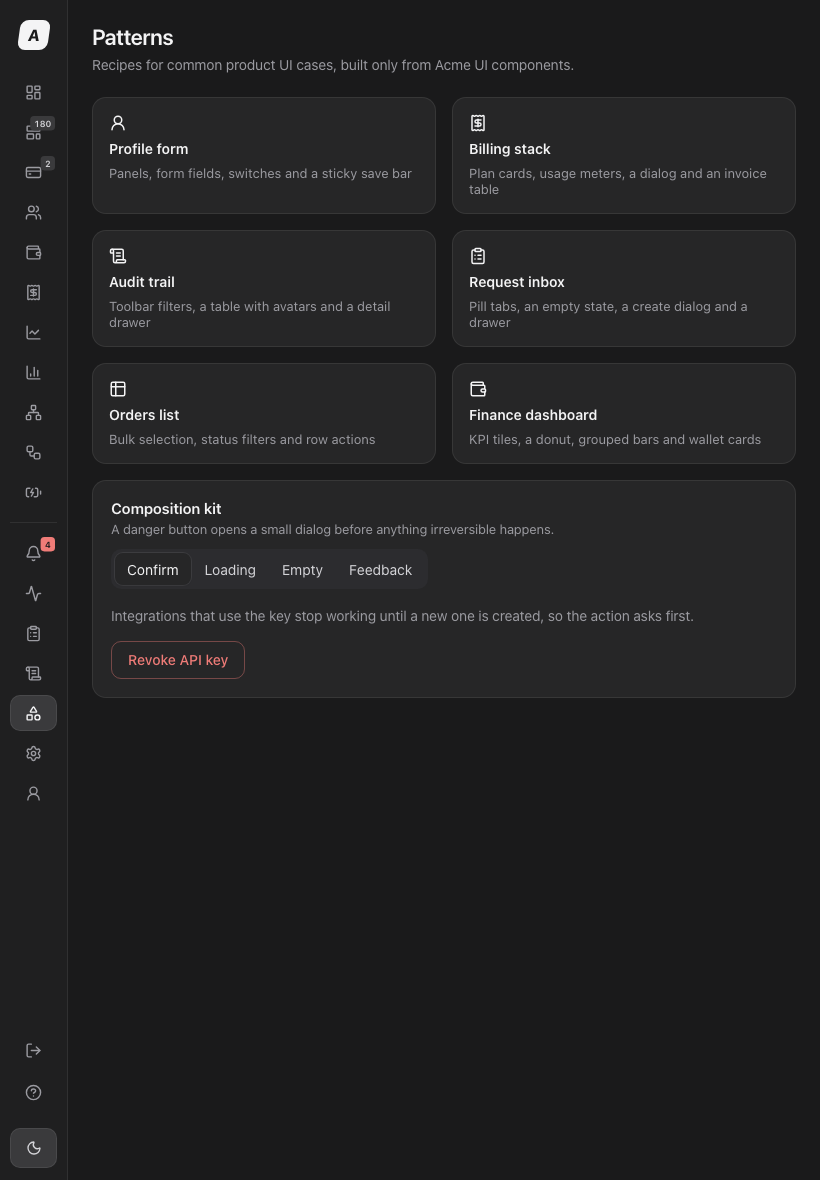 A
180
2
4
Patterns
Recipes for common product UI cases, built only from Acme UI components.
Profile form
Panels, form fields, switches and a sticky save bar
Billing stack
Plan cards, usage meters, a dialog and an invoice
table
Audit trail
Toolbar filters, a table with avatars and a detail
drawer
Request inbox
Pill tabs, an empty state, a create dialog and a
drawer
Orders list
Bulk selection, status filters and row actions
Finance dashboard
KPI tiles, a donut, grouped bars and wallet cards
Composition kit
A danger button opens a small dialog before anything irreversible happens.
Confirm Loading Empty Feedback
Integrations that use the key stop working until a new one is created, so the action asks first.
Revoke API key